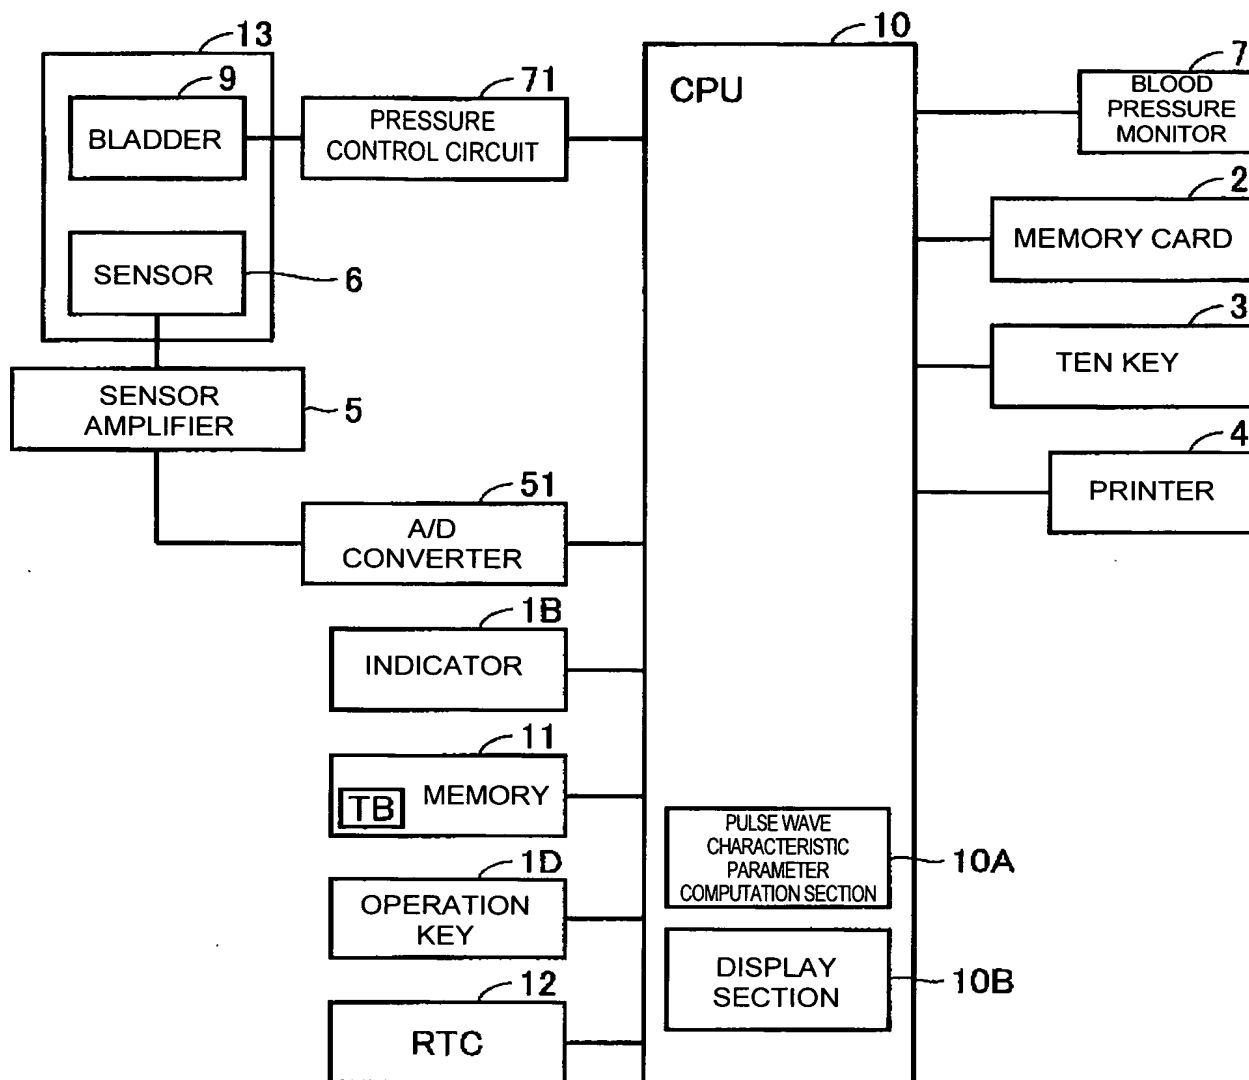 13
10
7
9
71
CPU
BLOOD
PRESSURE
MONITOR
BLADDER
PRESSURE
CONTROL CIRCUIT
2
MEMORY CARD
SENSOR
6
3
TEN KEY
SENSOR
AMPLIFIER
5
4
PRINTER
51
A/D
CONVERTER
1B
INDICATOR
11
TB
MEMORY
PULSE WAVE
CHARACTERISTIC
PARAMETER
COMPUTATION SECTION
10A
1D
OPERATION
KEY
DISPLAY
SECTION
10B
12
RTC